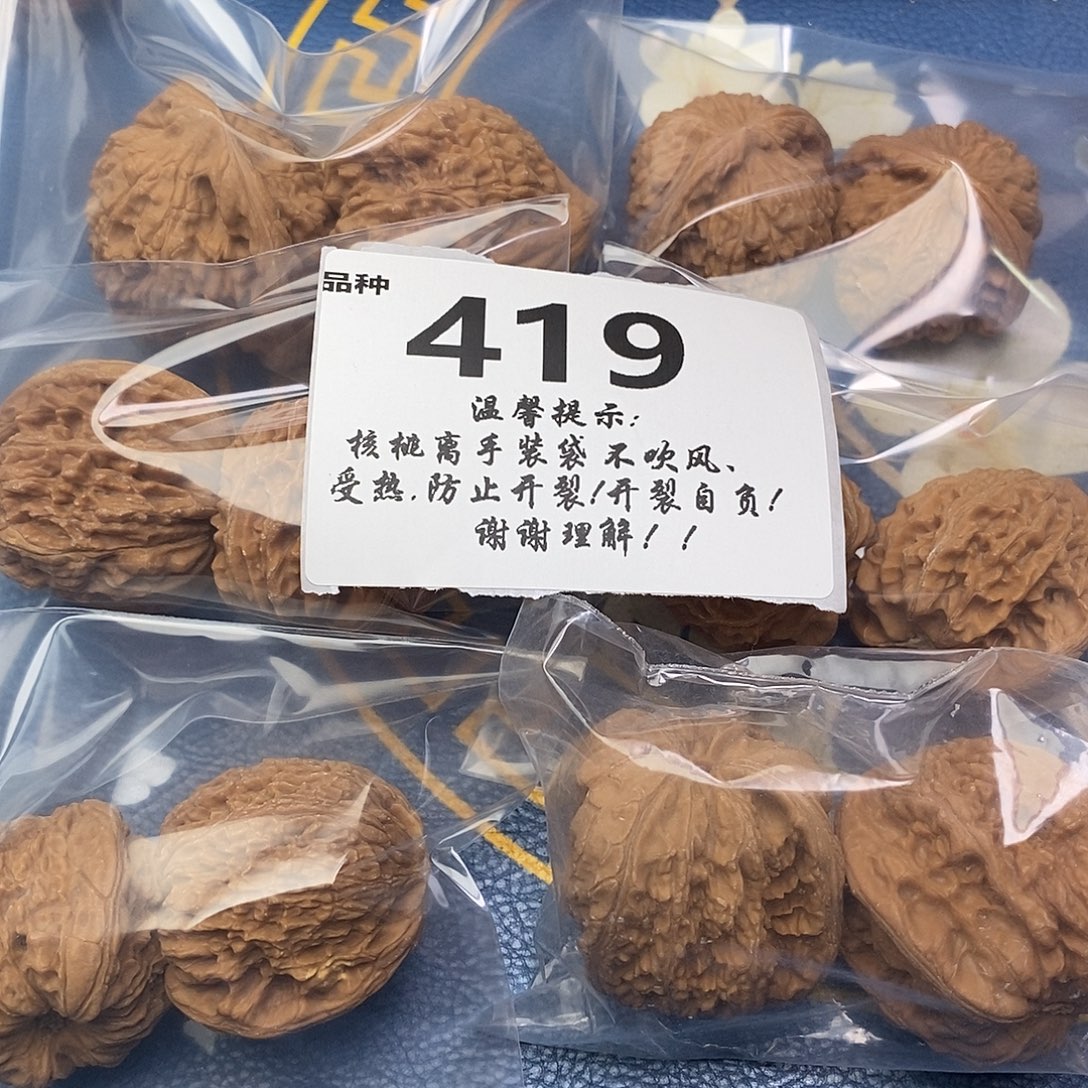 品种
419
温馨提示:
核桃离手装袋不吹风、
受热,防止开裂!开裂自负!
谢谢理解!!